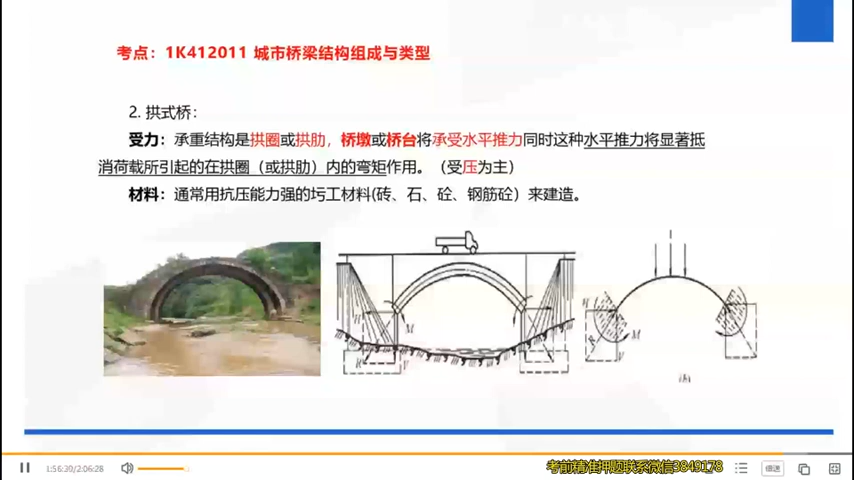 考点：1K412011 城市桥梁结构组成与类型
2. 拱式桥：
受力：承重结构是拱圈或拱肋，桥墩或桥台将承受水平推力同时这种水平推力将显著抵
消荷载所引起的在拱圈（或拱肋）内的弯矩作用。（受压为主）
材料：通常用抗压能力强的圬工材料(砖、石、砼、钢筋砼）来建造。
H
M
R
V
H
M
R
V
(b)
1:56:39/2:06:28
考前精准押题联系微信3849178
倍速